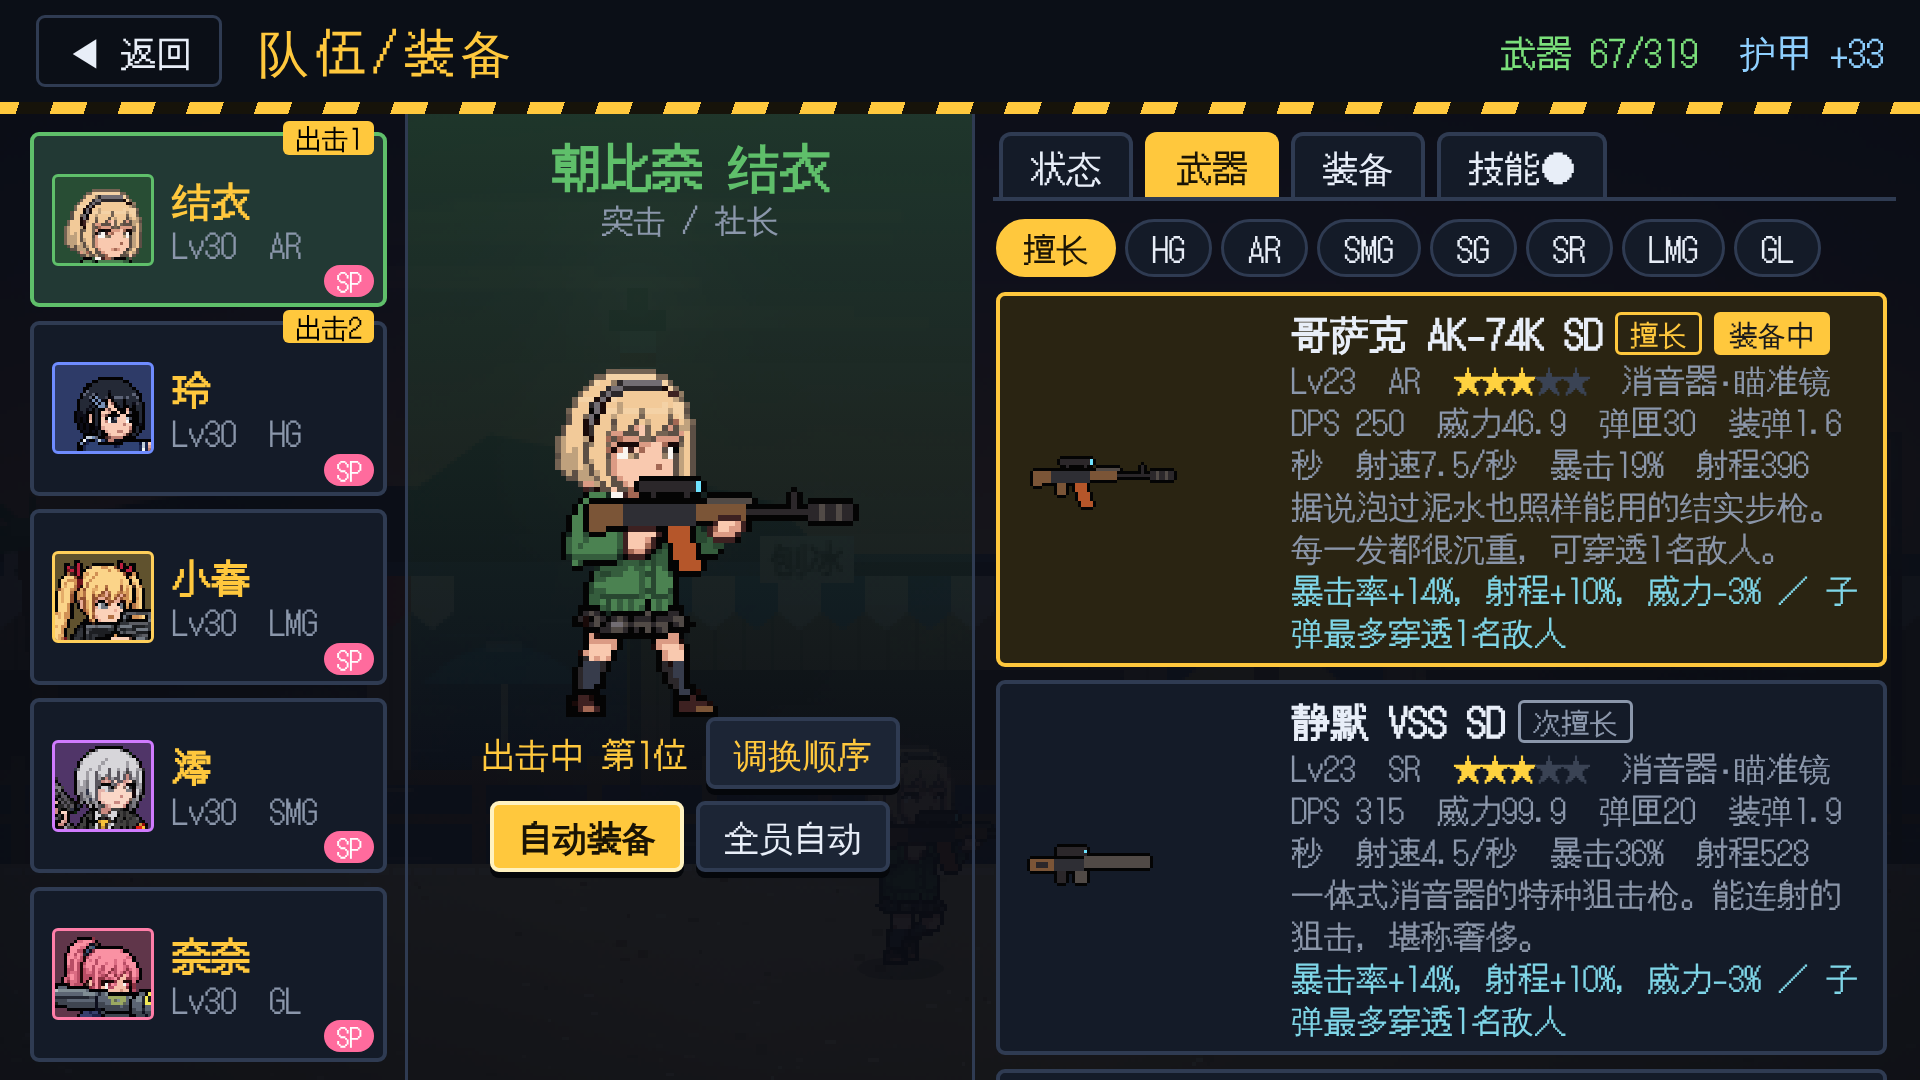 ◀ 返回
队伍/装备
武器 67/319
护甲 +33
出击1
结衣
Lv30 AR
SP
出击2
玲
Lv30 HG
SP
小春
Lv30 LMG
SP
澪
Lv30 SMG
SP
奈奈
Lv30 GL
SP
朝比奈 结衣
突击 / 社长
刨冰
出击中 第1位
调换顺序
自动装备
全员自动
状态
武器
装备
技能●
擅长
HG
AR
SMG
SG
SR
LMG
GL
哥萨克 AK-74K SD 擅长 装备中
Lv23 AR ★★★★★ 消音器·瞄准镜
DPS 250 威力46.9 弹匣30 装弹1.6
秒 射速7.5/秒 暴击19% 射程396
据说泡过泥水也照样能用的结实步枪。
每一发都很沉重，可穿透1名敌人。
暴击率+14%, 射程+10%, 威力-3% / 子
弹最多穿透1名敌人
静默 VSS SD 次擅长
Lv23 SR ★★★★★ 消音器·瞄准镜
DPS 315 威力99.9 弹匣20 装弹1.9
秒 射速4.5/秒 暴击36% 射程528
一体式消音器的特种狙击枪。能连射的
狙击，堪称奢侈。
暴击率+14%, 射程+10%, 威力-3% / 子
弹最多穿透1名敌人